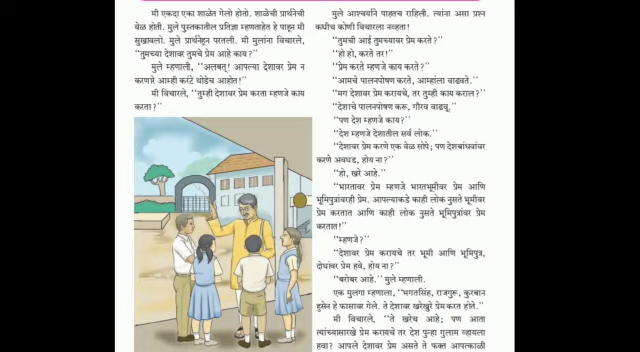 मी एकदा एका शाळेत गेलो होतो. शाळेची प्रार्थनेची
वेळ होती. मुले पुस्तकातील प्रतिज्ञा म्हणताहेत हे पाहून मी
सुखावलो. मुले प्रार्थनेहून परतली. मी मुलांना विचारले,
‘‘तुमच्या देशावर तुमचे प्रेम आहे काय?’’
मुले म्हणाली, ‘‘अलबत्! आपल्या देशावर प्रेम न
करणारे आम्ही करंटे थोडेच आहोत!’’
मी विचारले, ‘‘तुम्ही देशावर प्रेम करता म्हणजे काय
करता?’’
मुले आश्चर्याने पाहतच राहिली. त्यांना असा प्रश्न
कधीच कोणी विचारला नव्हता!
‘‘तुमची आई तुमच्यावर प्रेम करते?’’
‘‘हो हो, करते तर!’’
‘‘प्रेम करते म्हणजे काय करते?’’
‘‘आमचे पालनपोषण करते, आम्हांला वाढवते.’’
‘‘मग देशावर प्रेम करायचे, तर तुम्ही काय कराल?’’
‘‘देशाचे पालनपोषण करू, गौरव वाढवू.’’
‘‘पण देश म्हणजे काय?’’
‘‘देश म्हणजे देशातील सर्व लोक.’’
‘‘देशावर प्रेम करणे एक वेळ सोपे; पण देशबांधवांवर
करणे अवघड, होय ना?’’
‘‘हो, खरे आहे.’’
‘‘भारतावर प्रेम म्हणजे भारतभूमीवर प्रेम आणि
भूमिपुत्रांवरही प्रेम. आपल्याकडे काही लोक नुसते भूमीवर
प्रेम करतात आणि काही लोक नुसते भूमिपुत्रांवर प्रेम
करतात!’’
‘‘म्हणजे?’’
‘‘देशावर प्रेम करायचे तर भूमी आणि भूमिपुत्र,
दोघांवर प्रेम हवे, होय ना?’’
‘‘बरोबर आहे.’’ मुले म्हणाली.
एक मुलगा म्हणाला, ‘‘भगतसिंह, राजगुरू, कुरबान
हुसेन हे फासावर गेले. ते देशावर खरेखुरे प्रेम करत होते.’’
मी विचारले, ‘‘ते खरेच आहे; पण आता
त्यांच्यासारखे प्रेम करायचे तर देश पुन्हा गुलाम व्हायला
हवा? आपले देशावर प्रेम असते ते फक्त आपत्काळी